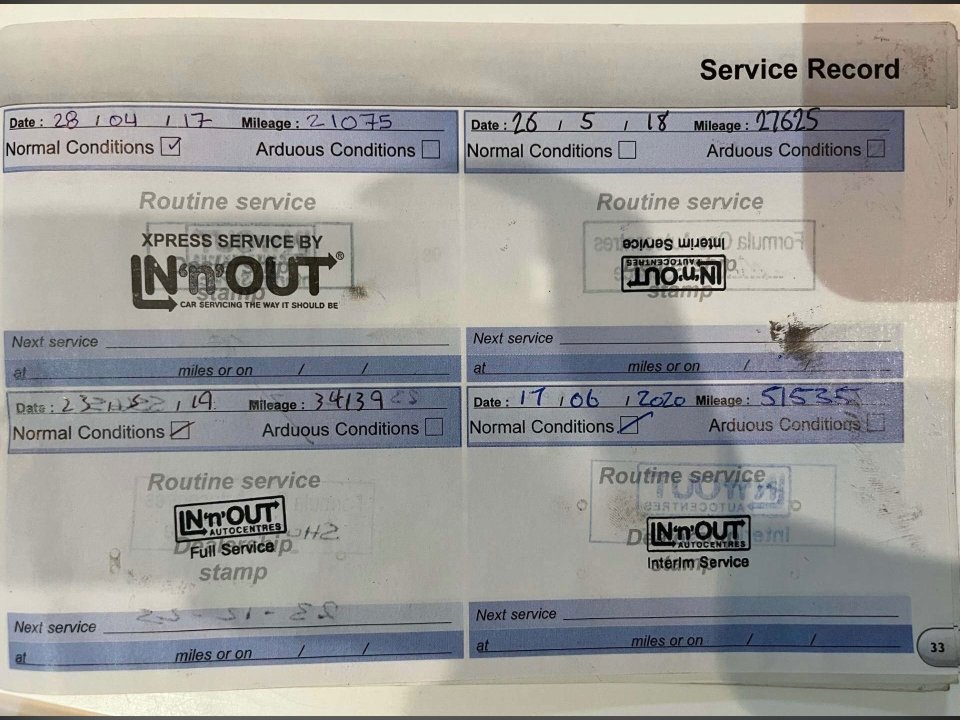 Service Record
Date : 28 / 04 / 17 Mileage : 21075
Normal Conditions ☑ Arduous Conditions ☐
Routine service
XPRESS SERVICE BY
IN'n'OUT®
stamp
CAR SERVICING THE WAY IT SHOULD BE
Next service
at miles or on / /
Date : 26 / 5 / 18 Mileage : 27625
Normal Conditions ☐ Arduous Conditions ☐
Routine service
Interim Service
AUTOCENTRES
IN'n'OUT
stamp
Next service
at miles or on / /
Date : 23 / 19 Mileage : 34139
Normal Conditions ☑ Arduous Conditions ☐
Routine service
IN'n'OUT
AUTOCENTRES
Dealership
Full Service
stamp
Next service
at miles or on / /
Date : 17 / 06 / 2020 Mileage : 51535
Normal Conditions ☑ Arduous Conditions ☐
Routine service
IN'n'OUT
AUTOCENTRES
Interim Service
Next service
at miles or on / /
33